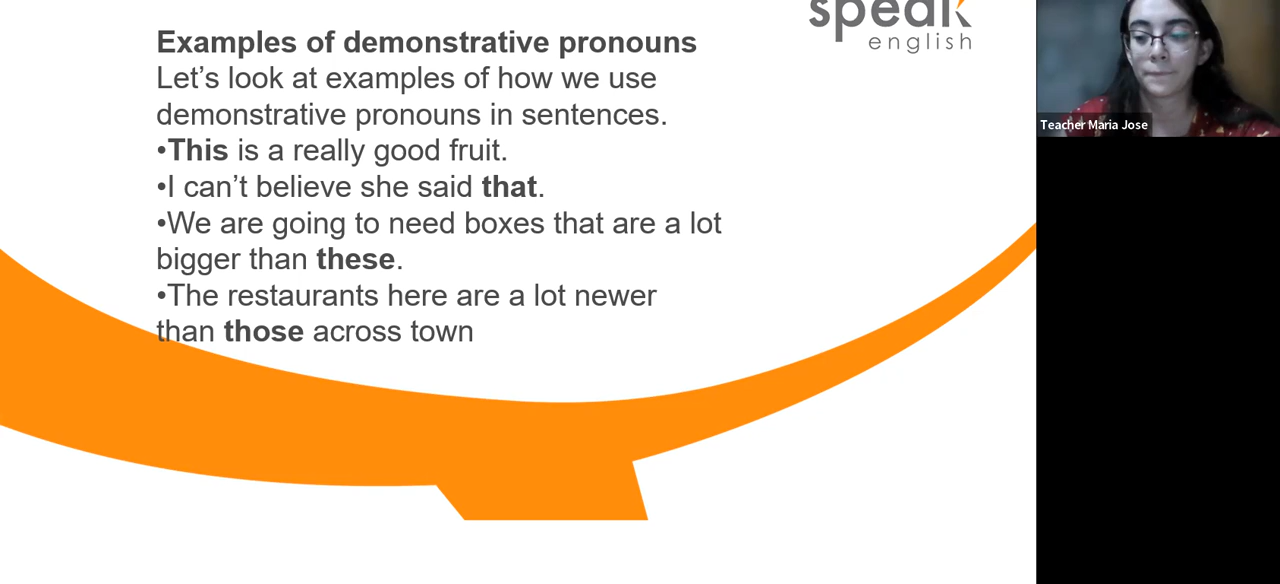 speak
english
Examples of demonstrative pronouns
Let’s look at examples of how we use
demonstrative pronouns in sentences.
•This is a really good fruit.
•I can’t believe she said that.
•We are going to need boxes that are a lot
bigger than these.
•The restaurants here are a lot newer
than those across town
Teacher Maria Jose